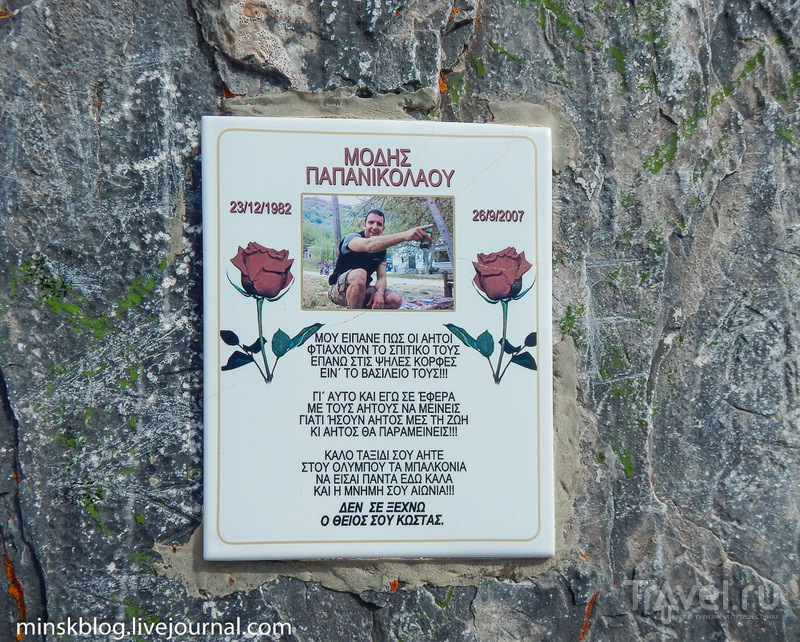 ΜΟΔΗΣ
ΠΑΠΑΝΙΚΟΛΑΟΥ
23/12/1982
26/9/2007
ΜΟΥ ΕΙΠΑΝΕ ΠΩΣ ΟΙ ΑΗΤΟΙ
ΦΤΙΑΧΝΟΥΝ ΤΟ ΣΠΙΤΙΚΟ ΤΟΥΣ
ΕΠΑΝΩ ΣΤΙΣ ΨΗΛΕΣ ΚΟΡΦΕΣ
ΕΙΝ΄ ΤΟ ΒΑΣΙΛΕΙΟ ΤΟΥΣ!!!
ΓΙ΄ ΑΥΤΟ ΚΑΙ ΕΓΩ ΣΕ ΈΦΕΡΑ
ΜΕ ΤΟΥΣ ΑΗΤΟΥΣ ΝΑ ΜΕΙΝΕΙΣ
ΓΙΑΤΙ ΉΣΟΥΝ ΑΗΤΟΣ ΜΕΣ ΤΗ ΖΩΗ
ΚΙ ΑΗΤΟΣ ΘΑ ΠΑΡΑΜΕΙΝΕΙΣ!!!
ΚΑΛΟ ΤΑΞΙΔΙ ΣΟΥ ΑΗΤΕ
ΣΤΟΥ ΟΛΥΜΠΟΥ ΤΑ ΜΠΑΛΚΟΝΙΑ
ΝΑ ΕΙΣΑΙ ΠΑΝΤΑ ΕΔΩ ΚΑΛΑ
ΚΑΙ Η ΜΝΗΜΗ ΣΟΥ ΑΙΩΝΙΑ!!!
ΔΕΝ ΣΕ ΞΕΧΝΩ
Ο ΘΕΙΟΣ ΣΟΥ ΚΩΣΤΑΣ.
minskblog.livejournal.com
Travel.ru